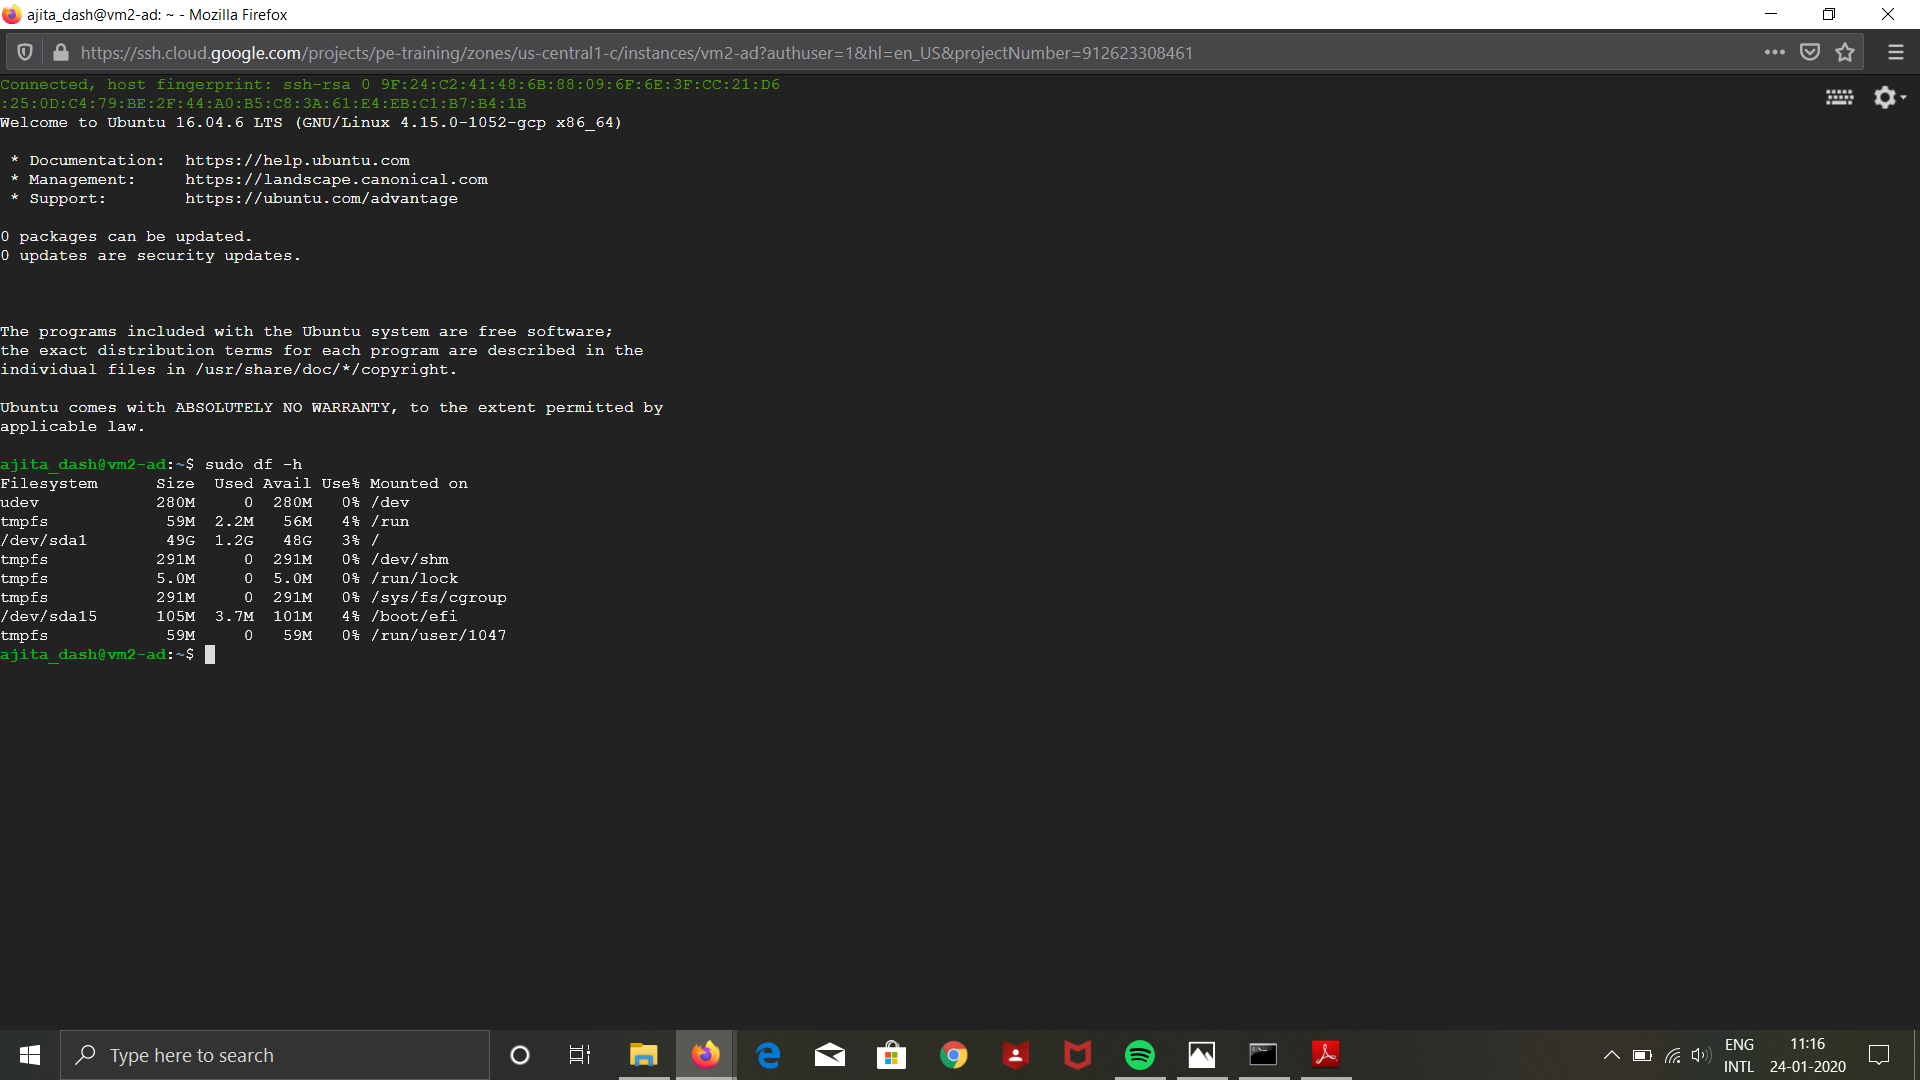 ajita_dash@vm2-ad: ~ - Mozilla Firefox
https://ssh.cloud.google.com/projects/pe-training/zones/us-central1-c/instances/vm2-ad?authuser=1&hl=en_US&projectNumber=912623308461
Connected, host fingerprint: ssh-rsa 0 9F:24:C2:41:48:6B:88:09:6F:6E:3F:CC:21:D6
:25:0D:C4:79:BE:2F:44:A0:B5:C8:3A:61:E4:EB:C1:B7:B4:1B
Welcome to Ubuntu 16.04.6 LTS (GNU/Linux 4.15.0-1052-gcp x86_64)
* Documentation:  https://help.ubuntu.com
* Management:     https://landscape.canonical.com
* Support:        https://ubuntu.com/advantage
0 packages can be updated.
0 updates are security updates.
The programs included with the Ubuntu system are free software;
the exact distribution terms for each program are described in the
individual files in /usr/share/doc/*/copyright.
Ubuntu comes with ABSOLUTELY NO WARRANTY, to the extent permitted by
applicable law.
ajita_dash@vm2-ad:~$ sudo df -h
Filesystem      Size  Used Avail Use% Mounted on
udev            280M     0  280M   0% /dev
tmpfs            59M  2.2M   56M   4% /run
/dev/sda1        49G  1.2G   48G   3% /
tmpfs           291M     0  291M   0% /dev/shm
tmpfs           5.0M     0  5.0M   0% /run/lock
tmpfs           291M     0  291M   0% /sys/fs/cgroup
/dev/sda15      105M  3.7M  101M   4% /boot/efi
tmpfs            59M     0   59M   0% /run/user/1047
ajita_dash@vm2-ad:~$
Type here to search
ENG
INTL
11:16
24-01-2020